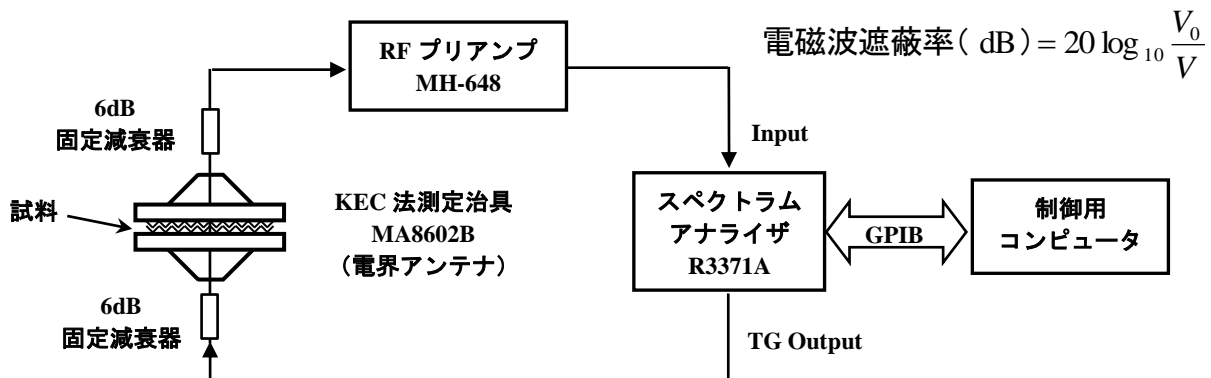 電磁波遮蔽率( dB) = 20 log₁₀ V₀/V
RF プリアンプ
MH-648
6dB
固定減衰器
Input
試料
KEC 法測定治具
MA8602B
（電界アンテナ）
スペクトラム
アナライザ
R3371A
GPIB
制御用
コンピュータ
6dB
固定減衰器
TG Output